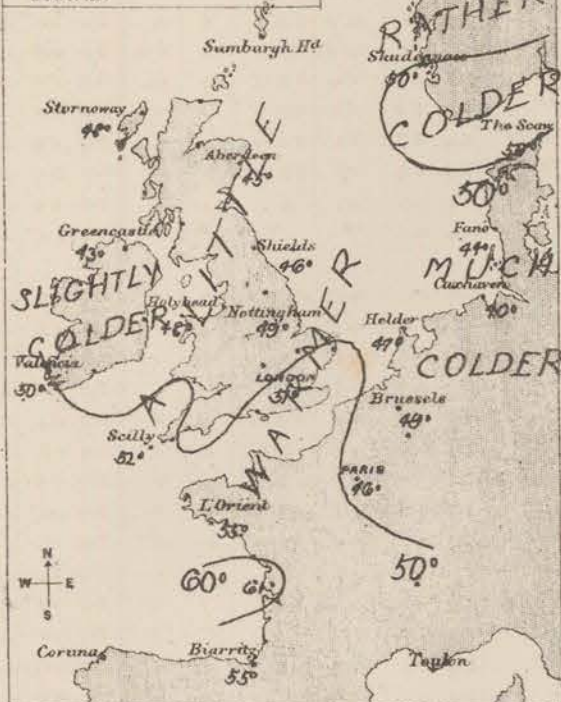 RATHER
COLDER
Sumburgh Hd
50°
Stornoway
48°
The Scaw
Aberdeen
45°
50°
Greencastle
43°
Fano
44°
Shields
46°
MUCH
COLDER
SLIGHTLY
COLDER
Holyhead
48°
Nottingham
49°
Helder
47°
Cuxhaven
40°
Valencia
50°
LONDON
Brussels
A LITTLE
WARMER
Scilly
52°
PARIS
46°
L'Orient
55°
N
W E
S
60°
61°
50°
Coruna
Biarritz
55°
Toulon